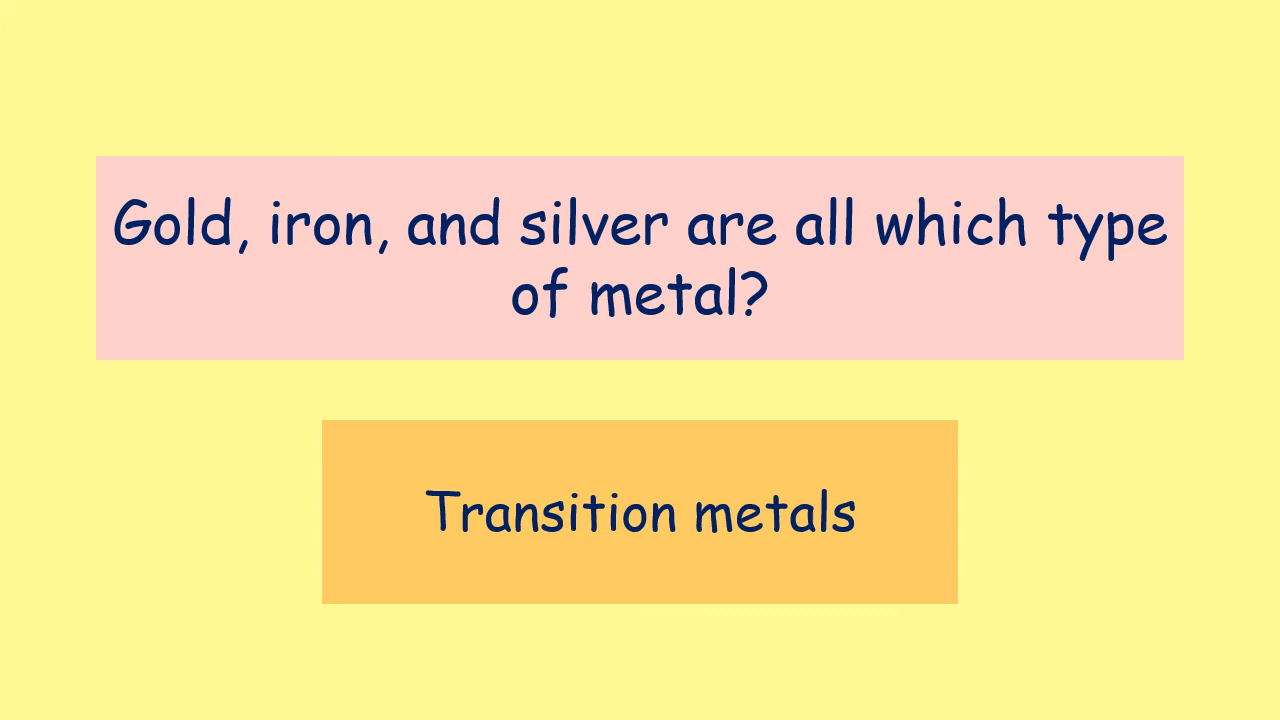 Gold, iron, and silver are all which type
of metal?
Transition metals